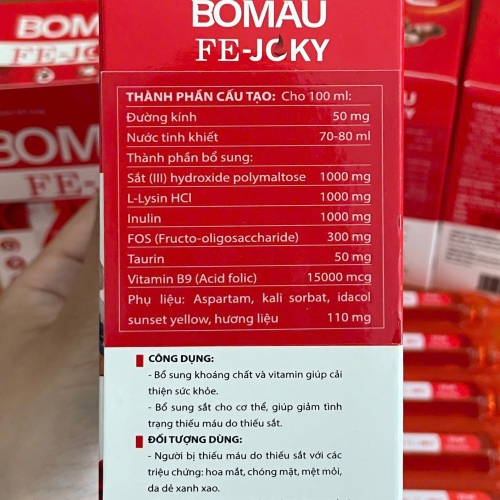 BOMAU
FE-JCKY
THÀNH PHẦN CẤU TẠO: Cho 100 ml:
Đường kính 50 mg
Nước tinh khiết 70-80 ml
Thành phần bổ sung:
Sắt (III) hydroxide polymaltose 1000 mg
L-Lysin HCl 1000 mg
Inulin 1000 mg
FOS (Fructo-oligosaccharide) 300 mg
Taurin 50 mg
Vitamin B9 (Acid folic) 15000 mcg
Phụ liệu: Aspartam, kali sorbat, idacol
sunset yellow, hương liệu 110 mg
CÔNG DỤNG:
- Bổ sung khoáng chất và vitamin giúp cải
thiện sức khỏe.
- Bổ sung sắt cho cơ thể, giúp giảm tình
trạng thiếu máu do thiếu sắt.
ĐỐI TƯỢNG DÙNG:
- Người bị thiếu máu do thiếu sắt với các
triệu chứng: hoa mắt, chóng mặt, mệt mỏi,
da dẻ xanh xao.
BOM
FE-J